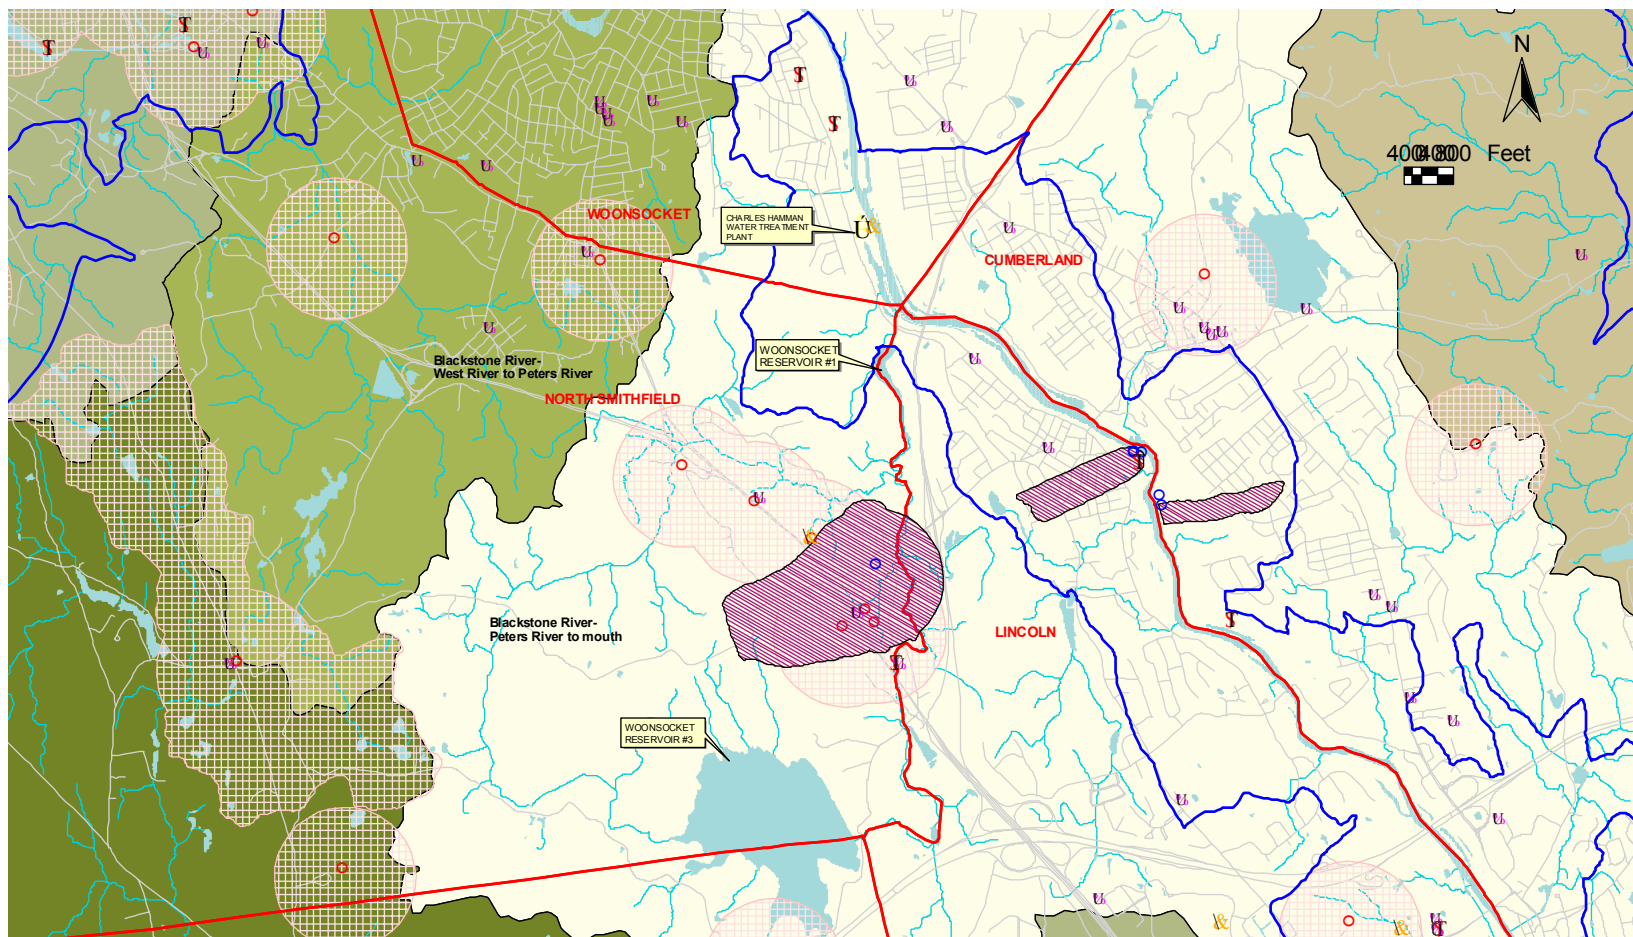 N
Feet
WOONSOCKET
CHARLES HAMMAN
WATER TREATMENT
PLANT
CUMBERLAND
WOONSOCKET
RESERVOIR #1
Blackstone River-
West River to Peters River
NORTH SMITHFIELD
Blackstone River-
Peters River to mouth
LINCOLN
WOONSOCKET
RESERVOIR #3